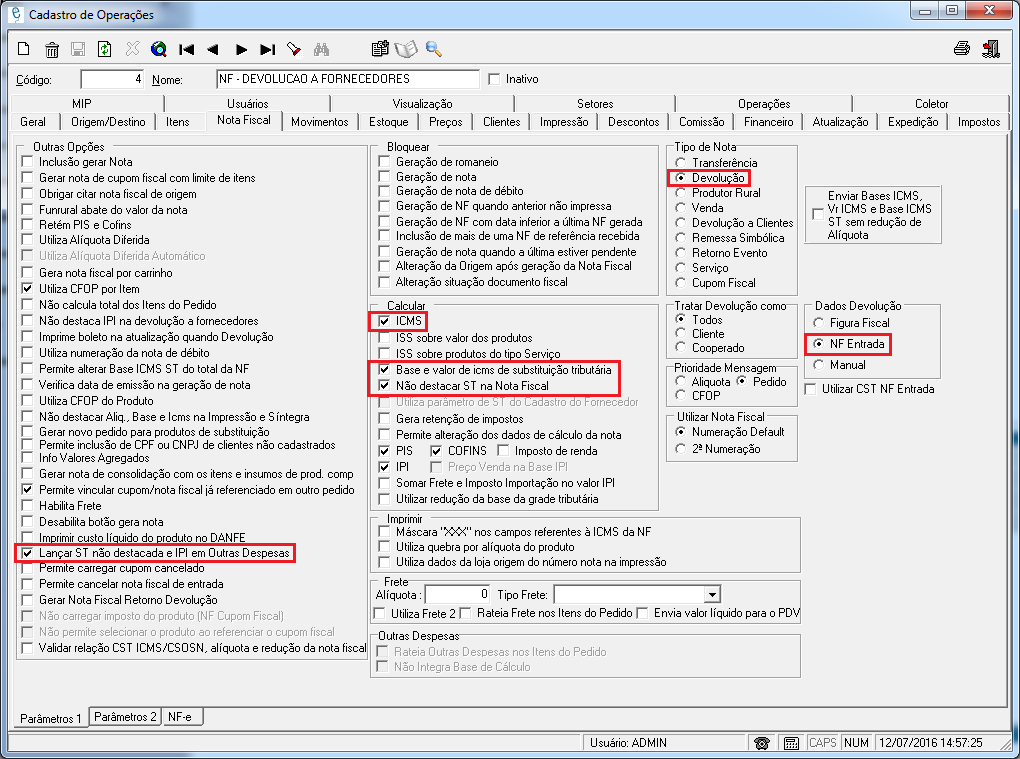 Cadastro de Operações
Código: 4 Nome: NF - DEVOLUCAO A FORNECEDORES Inativo
MIP Usuários Visualização Setores Operações Coletor
Geral Origem/Destino Itens Nota Fiscal Movimentos Estoque Preços Clientes Impressão Descontos Comissão Financeiro Atualização Expedição Impostos
Outras Opções
Inclusão gerar Nota
Gerar nota de cupom fiscal com limite de itens
Obrigar citar nota fiscal de origem
Funrural abate do valor da nota
Retém PIS e Cofins
Utiliza Alíquota Diferida
Utiliza Alíquota Diferida Automático
Gera nota fiscal por carrinho
Utiliza CFOP por Item
Não calcula total dos Itens do Pedido
Não destaca IPI na devolução a fornecedores
Imprime boleto na atualização quando Devolução
Utiliza numeração da nota de débito
Permite alterar Base ICMS ST do total da NF
Verifica data de emissão na geração de nota
Utiliza CFOP do Produto
Não destacar Aliq., Base e Icms na Impressão e Síntegra
Gerar novo pedido para produtos de substituição
Permite inclusão de CPF ou CNPJ de clientes não cadastrados
Info Valores Agregados
Gerar nota de consolidação com os itens e insumos de prod. comp
Permite vincular cupom/nota fiscal já referenciado em outro pedido
Habilita Frete
Desabilita botão gera nota
Imprimir custo líquido do produto no DANFE
Lançar ST não destacada e IPI em Outras Despesas
Permite carregar cupom cancelado
Permite cancelar nota fiscal de entrada
Gerar Nota Fiscal Retorno Devolução
Não carregar imposto do produto (NF Cupom Fiscal)
Não permite selecionar o produto ao referenciar o cupom fiscal
Validar relação CST ICMS/CSOSN, alíquota e redução da nota fiscal
Bloquear
Geração de romaneio
Geração de nota
Geração de nota de débito
Geração de NF quando anterior não impressa
Geração de NF com data inferior a última NF gerada
Inclusão de mais de uma NF de referência recebida
Geração de nota quando a última estiver pendente
Alteração da Origem após geração da Nota Fiscal
Alteração situação documento fiscal
Calcular
ICMS
ISS sobre valor dos produtos
ISS sobre produtos do tipo Serviço
Base e valor de icms de substituição tributária
Não destacar ST na Nota Fiscal
Utiliza parâmetro de ST do Cadastro do Fornecedor
Gera retenção de impostos
Permite alteração dos dados de cálculo da nota
PIS COFINS Imposto de renda
IPI Preço Venda na Base IPI
Somar Frete e Imposto Importação no valor IPI
Utilizar redução da base da grade tributária
Imprimir
Máscara "XXX" nos campos referentes à ICMS da NF
Utiliza quebra por alíquota do produto
Utiliza dados da loja origem do número nota na impressão
Frete
Alíquota : 0 Tipo Frete:
Utiliza Frete 2 Rateia Frete nos Itens do Pedido Envia valor líquido para o PDV
Outras Despesas
Rateia Outras Despesas nos Itens do Pedido
Não Integra Base de Cálculo
Tipo de Nota
Transferência
Devolução
Produtor Rural
Venda
Devolução a Clientes
Remessa Simbólica
Retorno Evento
Serviço
Cupom Fiscal
Enviar Bases ICMS,
Vr ICMS e Base ICMS
ST sem redução de
Alíquota
Tratar Devolução como
Todos
Cliente
Cooperado
Dados Devolução
Figura Fiscal
NF Entrada
Manual
Utilizar CST NF Entrada
Prioridade Mensagem
Aliquota Pedido
CFOP
Utilizar Nota Fiscal
Numeração Default
2ª Numeração
Parâmetros 1 Parâmetros 2 NF-e
Usuário: ADMIN CAPS NUM 12/07/2016 14:57:25